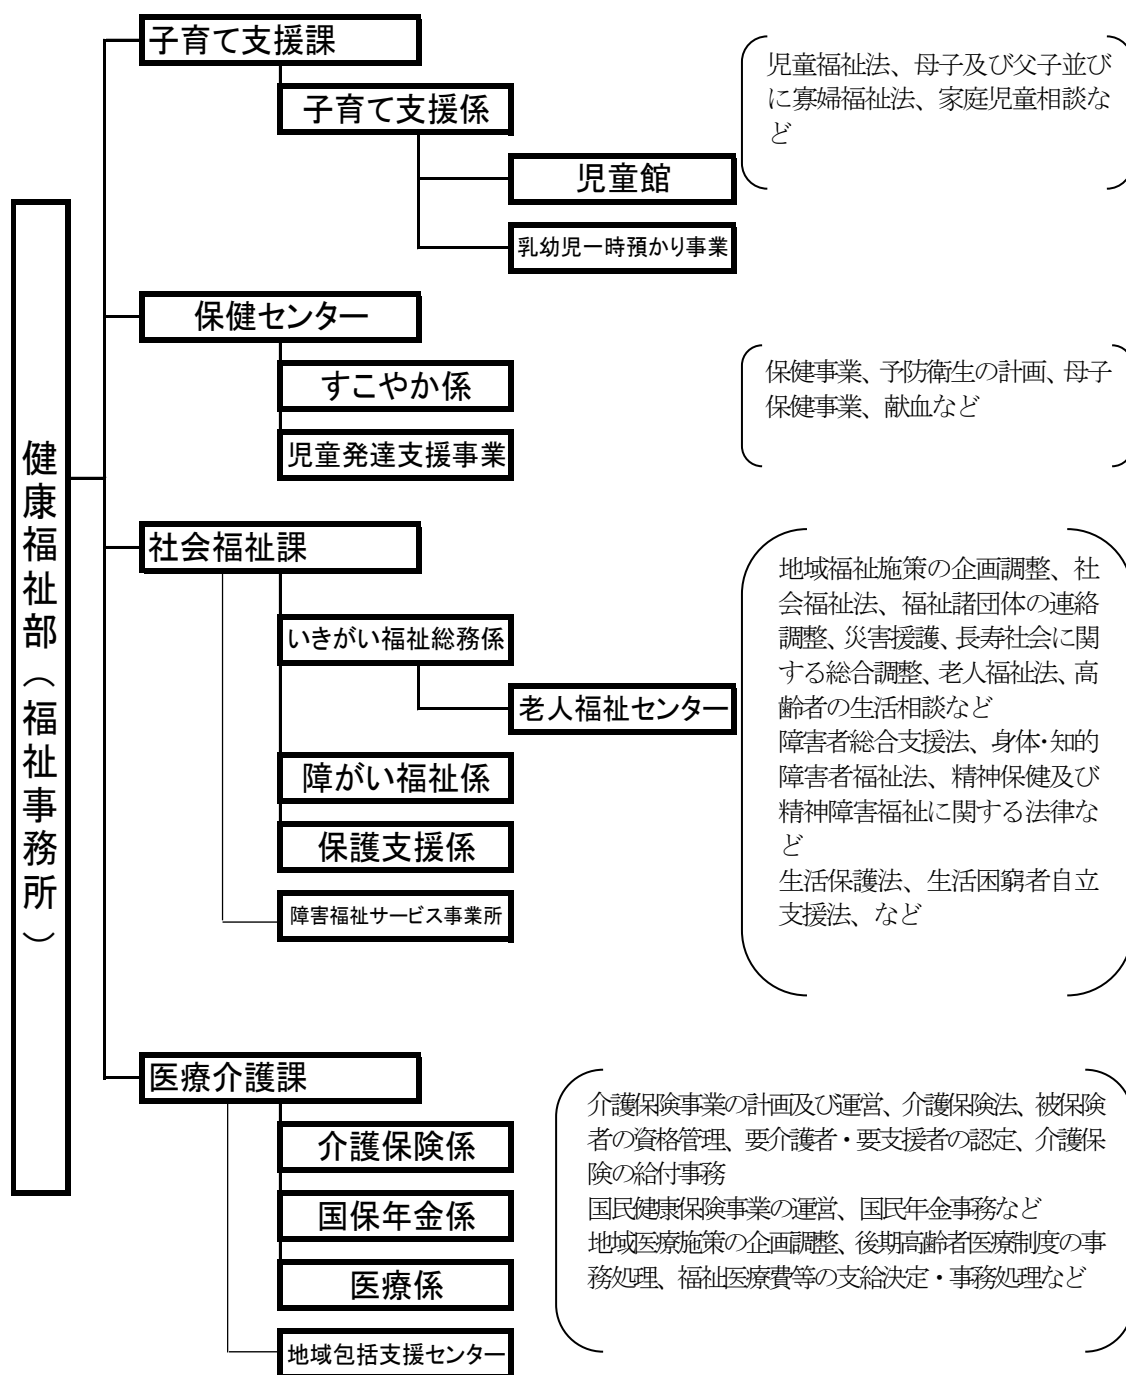 健康福祉部（福祉事務所）
子育て支援課
子育て支援係
児童館
乳幼児一時預かり事業
児童福祉法、母子及び父子並び
に寡婦福祉法、家庭児童相談な
ど
保健センター
すこやか係
児童発達支援事業
保健事業、予防衛生の計画、母子
保健事業、献血など
社会福祉課
いきがい福祉総務係
老人福祉センター
障がい福祉係
保護支援係
障害福祉サービス事業所
地域福祉施策の企画調整、社
会福祉法、福祉諸団体の連絡
調整、災害援護、長寿社会に関
する総合調整、老人福祉法、高
齢者の生活相談など
障害者総合支援法、身体・知的
障害者福祉法、精神保健及び
精神障害福祉に関する法律な
ど
生活保護法、生活困窮者自立
支援法、など
医療介護課
介護保険係
国保年金係
医療係
地域包括支援センター
介護保険事業の計画及び運営、介護保険法、被保険
者の資格管理、要介護者・要支援者の認定、介護保
険の給付事務
国民健康保険事業の運営、国民年金事務など
地域医療施策の企画調整、後期高齢者医療制度の事
務処理、福祉医療費等の支給決定・事務処理など